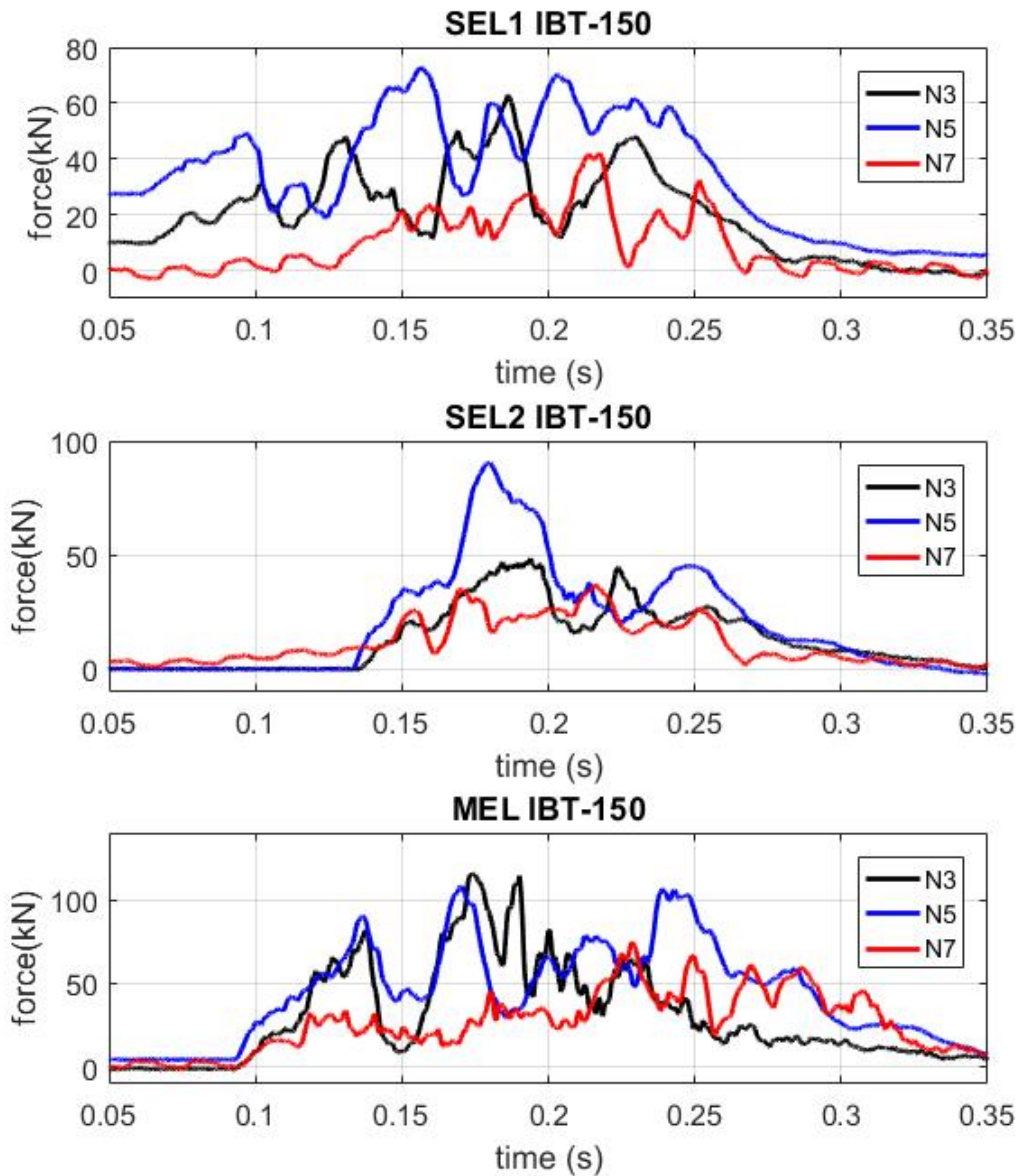 SEL1 IBT-150
80
60
40
20
0
force(kN)
N3
N5
N7
0.05 0.1 0.15 0.2 0.25 0.3 0.35
time (s)
SEL2 IBT-150
100
50
0
force(kN)
N3
N5
N7
0.05 0.1 0.15 0.2 0.25 0.3 0.35
time (s)
MEL IBT-150
100
50
0
force(kN)
N3
N5
N7
0.05 0.1 0.15 0.2 0.25 0.3 0.35
time (s)